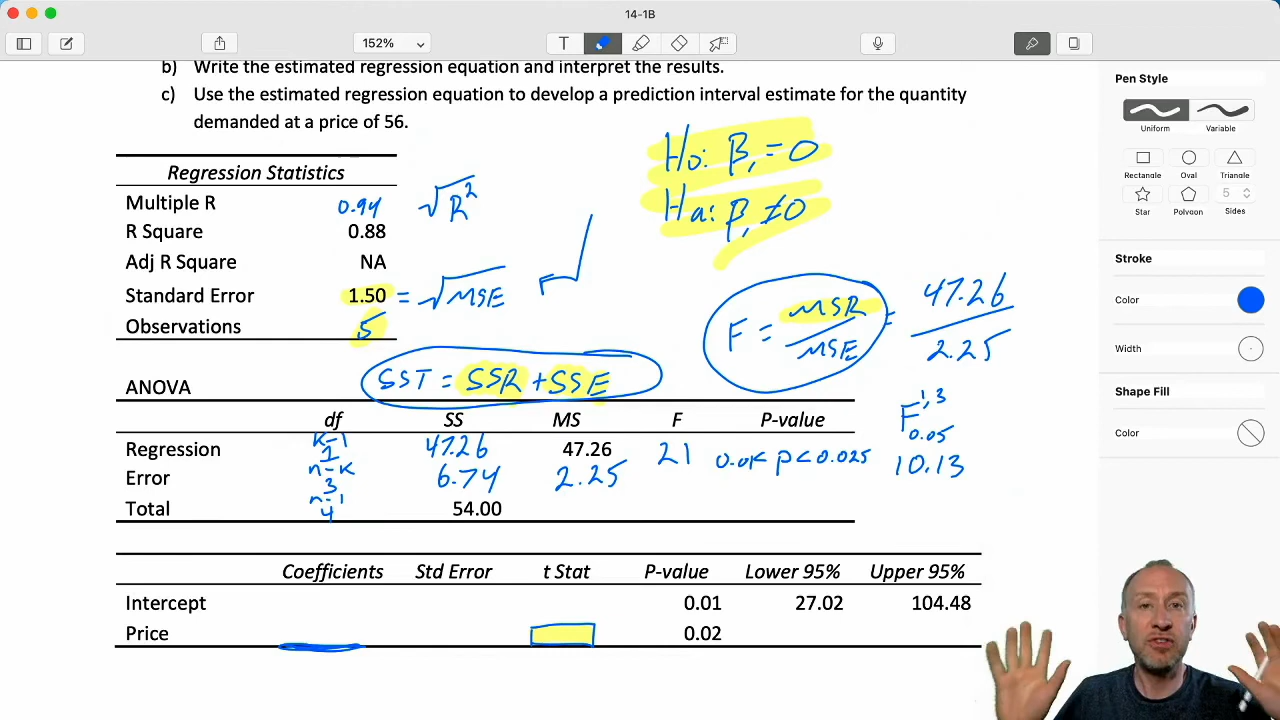 14-1B
152%
T
b) Write the estimated regression equation and interpret the results.
c) Use the estimated regression equation to develop a prediction interval estimate for the quantity
demanded at a price of 56.
Pen Style
Uniform Variable
Rectangle Oval Triangle
Star Polygon 5 Sides
Stroke
Color
Width
Shape Fill
Color
H0: β1 = 0
Ha: β1 ≠ 0
Regression Statistics
Multiple R 0.94 √R²
R Square 0.88
Adj R Square NA
Standard Error 1.50 = √MSE
Observations 5
F = MSR/MSE = 47.26/2.25
SST = SSR + SSE
ANOVA
df SS MS F P-value
Regression K-1 1 47.26 47.26 21 0.01< p < 0.025
Error n-K 3 6.74 2.25
Total n-1 4 54.00
F 1,3 0.05
10.13
Coefficients Std Error t Stat P-value Lower 95% Upper 95%
Intercept 0.01 27.02 104.48
Price 0.02